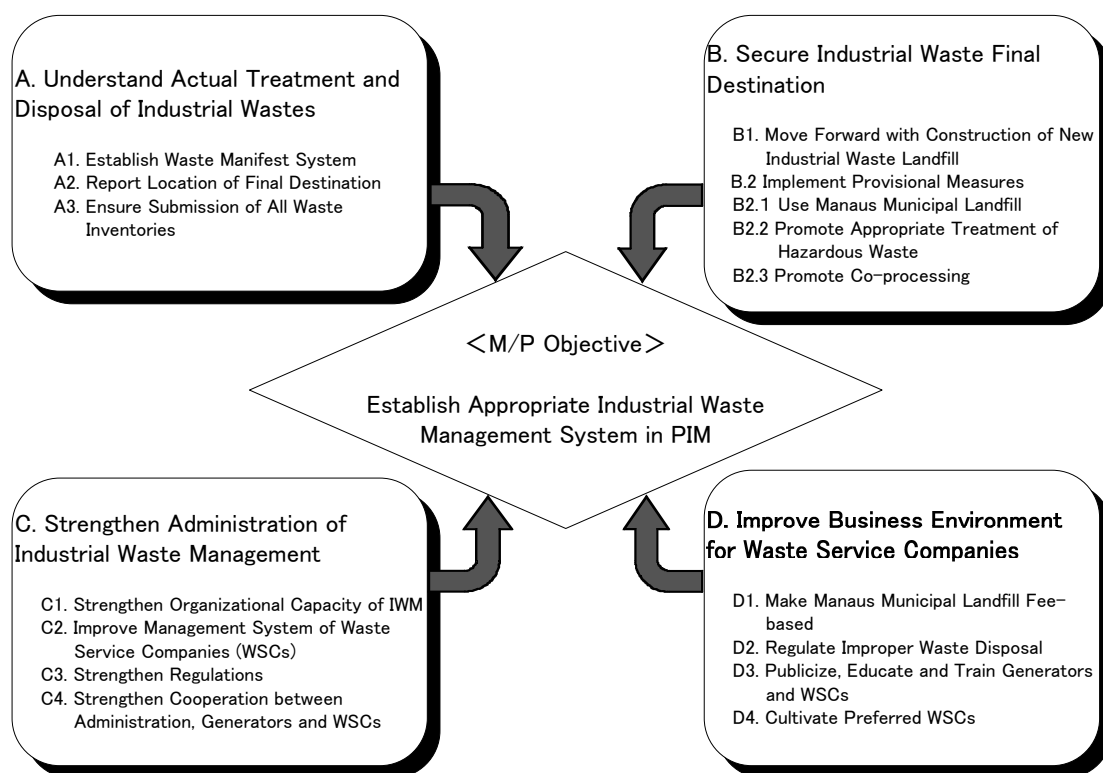 A. Understand Actual Treatment and
Disposal of Industrial Wastes
A1. Establish Waste Manifest System
A2. Report Location of Final Destination
A3. Ensure Submission of All Waste
Inventories
B. Secure Industrial Waste Final
Destination
B1. Move Forward with Construction of New
Industrial Waste Landfill
B.2 Implement Provisional Measures
B2.1 Use Manaus Municipal Landfill
B2.2 Promote Appropriate Treatment of
Hazardous Waste
B2.3 Promote Co-processing
<M/P Objective>
Establish Appropriate Industrial Waste
Management System in PIM
C. Strengthen Administration of
Industrial Waste Management
C1. Strengthen Organizational Capacity of IWM
C2. Improve Management System of Waste
Service Companies (WSCs)
C3. Strengthen Regulations
C4. Strengthen Cooperation between
Administration, Generators and WSCs
D. Improve Business Environment
for Waste Service Companies
D1. Make Manaus Municipal Landfill Fee-
based
D2. Regulate Improper Waste Disposal
D3. Publicize, Educate and Train Generators
and WSCs
D4. Cultivate Preferred WSCs